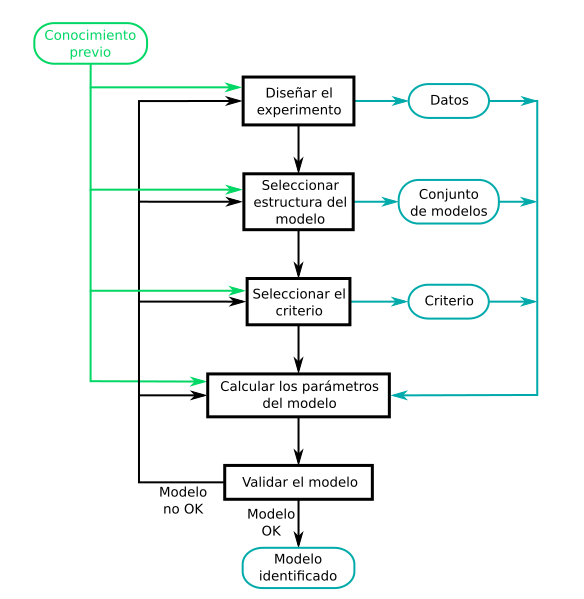 Conocimiento
previo
Diseñar el
experimento
Datos
Seleccionar
estructura del
modelo
Conjunto
de modelos
Seleccionar el
criterio
Criterio
Calcular los parámetros
del modelo
Validar el modelo
Modelo
no OK
Modelo
OK
Modelo
identificado